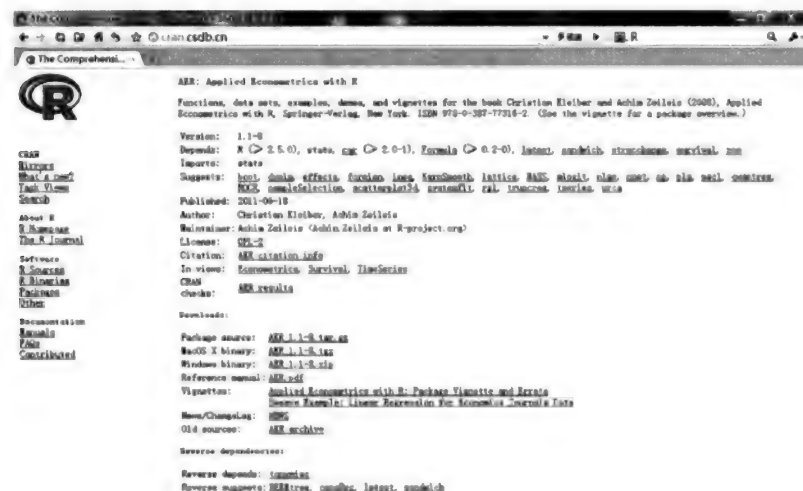 cran.csdb.cn
R
The Comprehensi...
R
CRAN
Mirrors
What's new?
Task Views
Search
About R
R Homepage
The R Journal
Software
R Sources
R Binaries
Packages
Other
Documentation
Manuals
FAQs
Contributed
AER: Applied Econometrics with R
Functions, data sets, examples, demos, and vignettes for the book Christian Kleiber and Achim Zeileis (2008), Applied
Econometrics with R, Springer-Verlag, New York. ISBN 978-0-387-77316-2. (See the vignette for a package overview.)
Version: 1.1-8
Depends: R (> 2.5.0), stats, car (> 2.0-1), Formula (> 0.2-0), lmtest, sandwich, strucchange, survival, zoo
Imports: stats
Suggests: boot, dynlm, effects, foreign, ineq, KernSmooth, lattice, MASS, mlogit, nlme, nnet, np, plm, pscl, quantreg,
ROCR, sampleSelection, scatterplot3d, systemfit, rgl, truncreg, tseries, urca
Published: 2011-06-18
Author: Christian Kleiber, Achim Zeileis
Maintainer: Achim Zeileis (Achim.Zeileis at R-project.org)
License: GPL-2
Citation: AER citation info
In views: Econometrics, Survival, TimeSeries
CRAN
checks: AER results
Downloads:
Package source: AER_1.1-8.tar.gz
MacOS X binary: AER_1.1-8.tgz
Windows binary: AER_1.1-8.zip
Reference manual: AER.pdf
Vignettes: Applied Econometrics with R: Package Vignette and Errata
Sweave Example: Linear Regression for Economics Journals Data
News/ChangeLog: NEWS
Old sources: AER archive
Reverse dependencies:
Reverse depends:
Reverse suggests: lmtest, sandwich